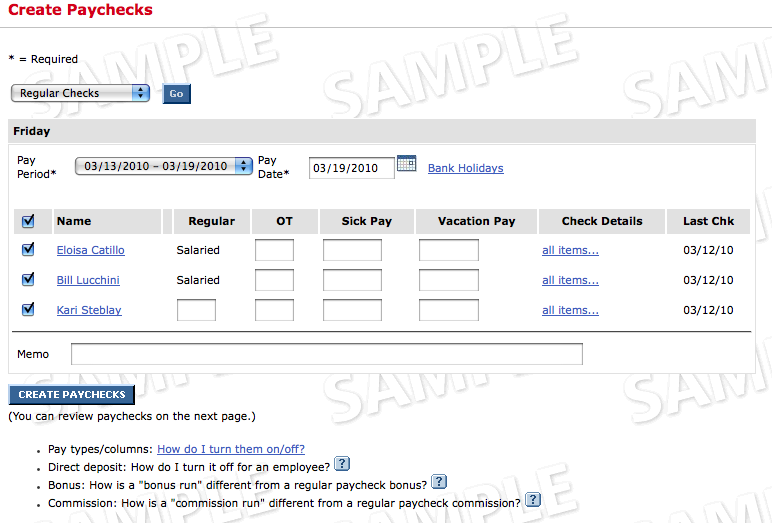 Create Paychecks
SAMPLE SAMPLE SAMPLE
* = Required
Regular Checks Go
Friday
Pay Period* 03/13/2010 – 03/19/2010 Pay Date* 03/19/2010 Bank Holidays
Name Regular OT Sick Pay Vacation Pay Check Details Last Chk
Eloisa Catillo Salaried all items... 03/12/10
Bill Lucchini Salaried all items... 03/12/10
Kari Steblay all items... 03/12/10
Memo
CREATE PAYCHECKS
(You can review paychecks on the next page.)
SAMPLE SAMPLE SAMPLE
• Pay types/columns: How do I turn them on/off?
• Direct deposit: How do I turn it off for an employee? ?
• Bonus: How is a "bonus run" different from a regular paycheck bonus? ?
• Commission: How is a "commission run" different from a regular paycheck commission? ?